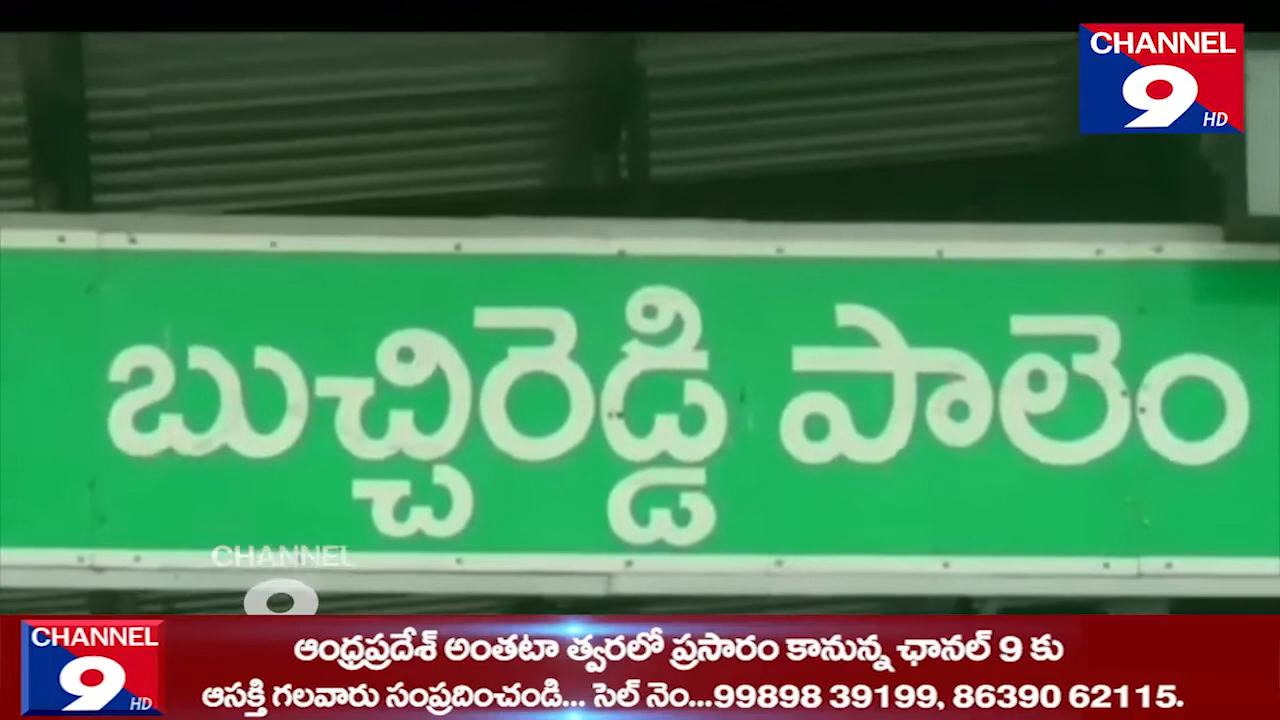 CHANNEL
9
HD
బుచ్చిరెడ్డి పాలెం
CHANNEL
9
CHANNEL
9
HD
ఆంధ్రప్రదేశ్ అంతటా త్వరలో ప్రసారం కానున్న ఛానల్ 9 కు
ఆసక్తి గలవారు సంప్రదించండి... సెల్ నెం...99898 39199, 86390 62115.